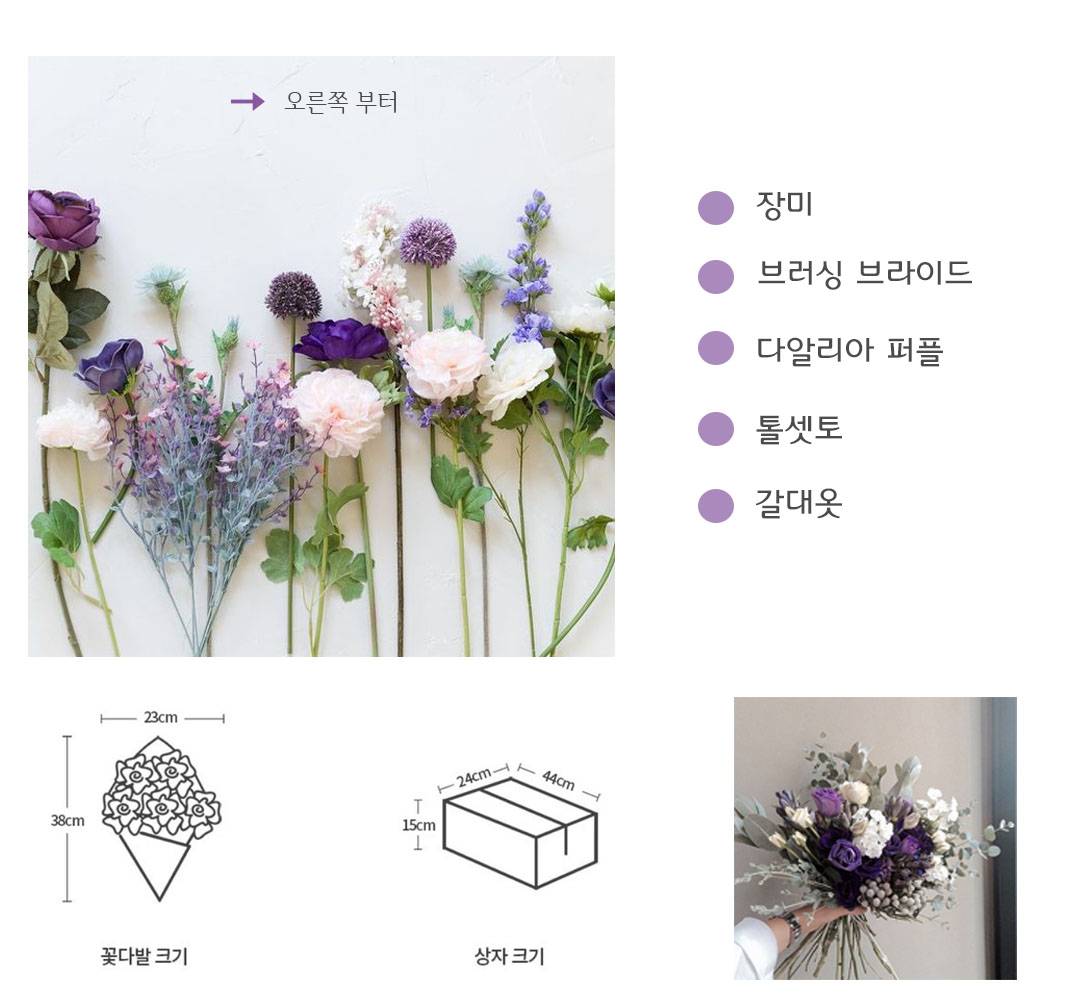 오른쪽 부터
장미
브러싱 브라이드
다알리아 퍼플
톨셋토
갈대옷
23cm
38cm
24cm
44cm
15cm
꽃다발 크기
상자 크기